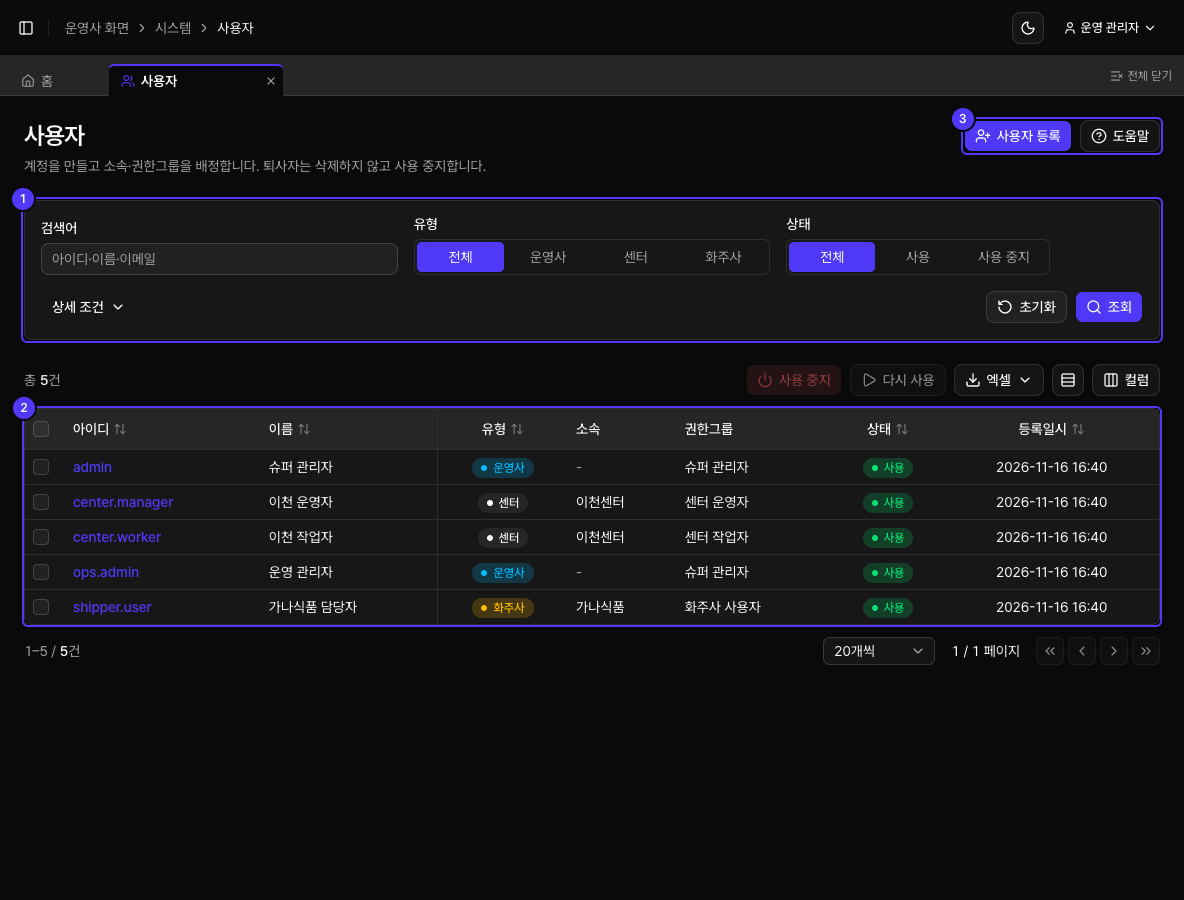 운영사 화면 > 시스템 > 사용자
운영 관리자
홈
사용자
전체 닫기
사용자
계정을 만들고 소속·권한그룹을 배정합니다. 퇴사자는 삭제하지 않고 사용 중지합니다.
3
사용자 등록
도움말
1
검색어
아이디·이름·이메일
유형
전체 운영사 센터 화주사
상태
전체 사용 사용 중지
상세 조건
초기화
조회
총 5건
사용 중지
다시 사용
엑셀
컬럼
2
아이디 이름 유형 소속 권한그룹 상태 등록일시
admin 슈퍼 관리자 운영사 - 슈퍼 관리자 사용 2026-11-16 16:40
center.manager 이천 운영자 센터 이천센터 센터 운영자 사용 2026-11-16 16:40
center.worker 이천 작업자 센터 이천센터 센터 작업자 사용 2026-11-16 16:40
ops.admin 운영 관리자 운영사 - 슈퍼 관리자 사용 2026-11-16 16:40
shipper.user 가나식품 담당자 화주사 가나식품 화주사 사용자 사용 2026-11-16 16:40
1–5 / 5건
20개씩
1 / 1 페이지